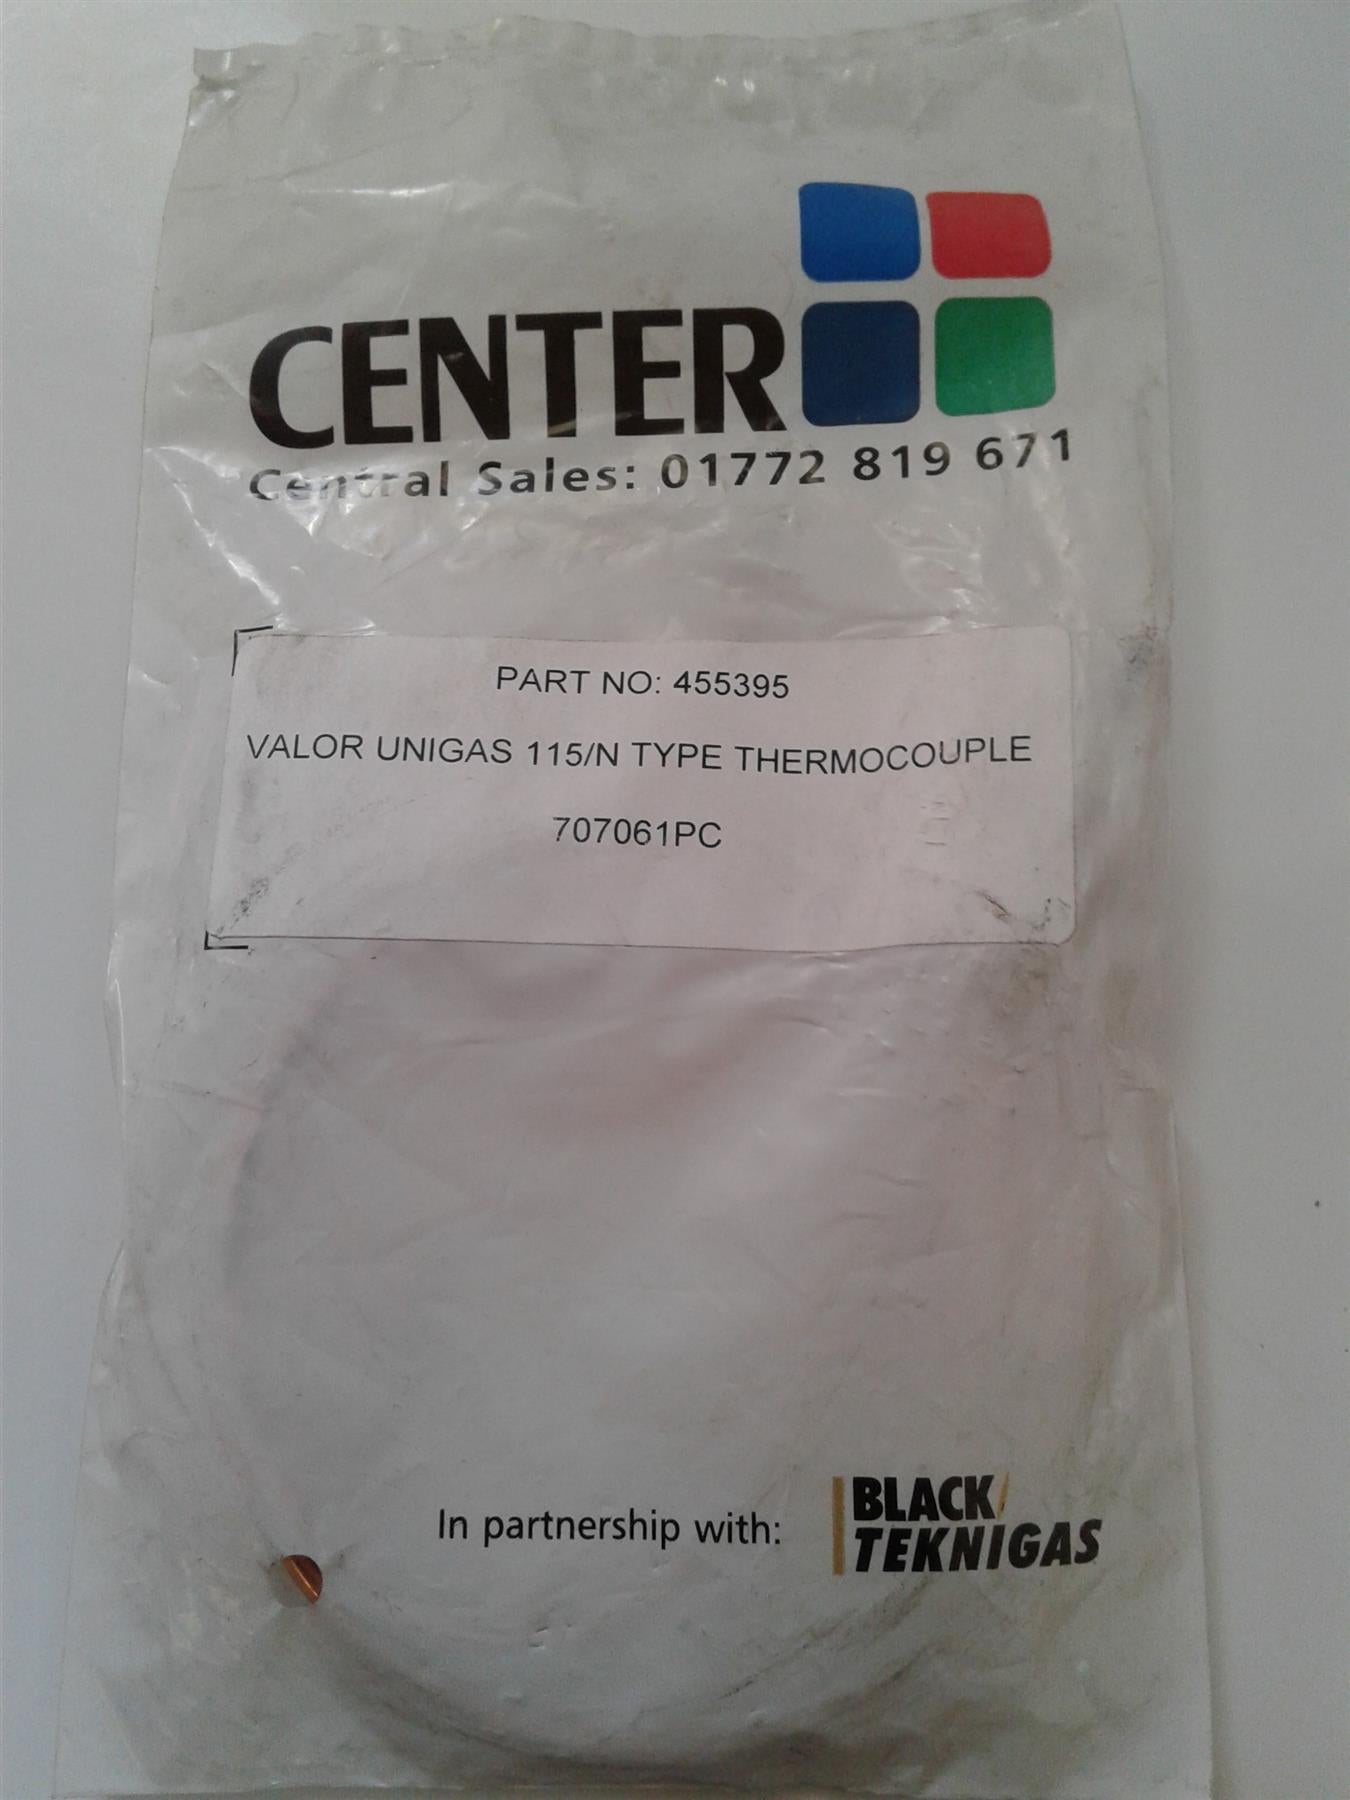 CENTER
Central Sales: 01772 819 671
PART NO: 455395
VALOR UNIGAS 115/N TYPE THERMOCOUPLE
707061PC
In partnership with:
BLACK
TEKNIGAS